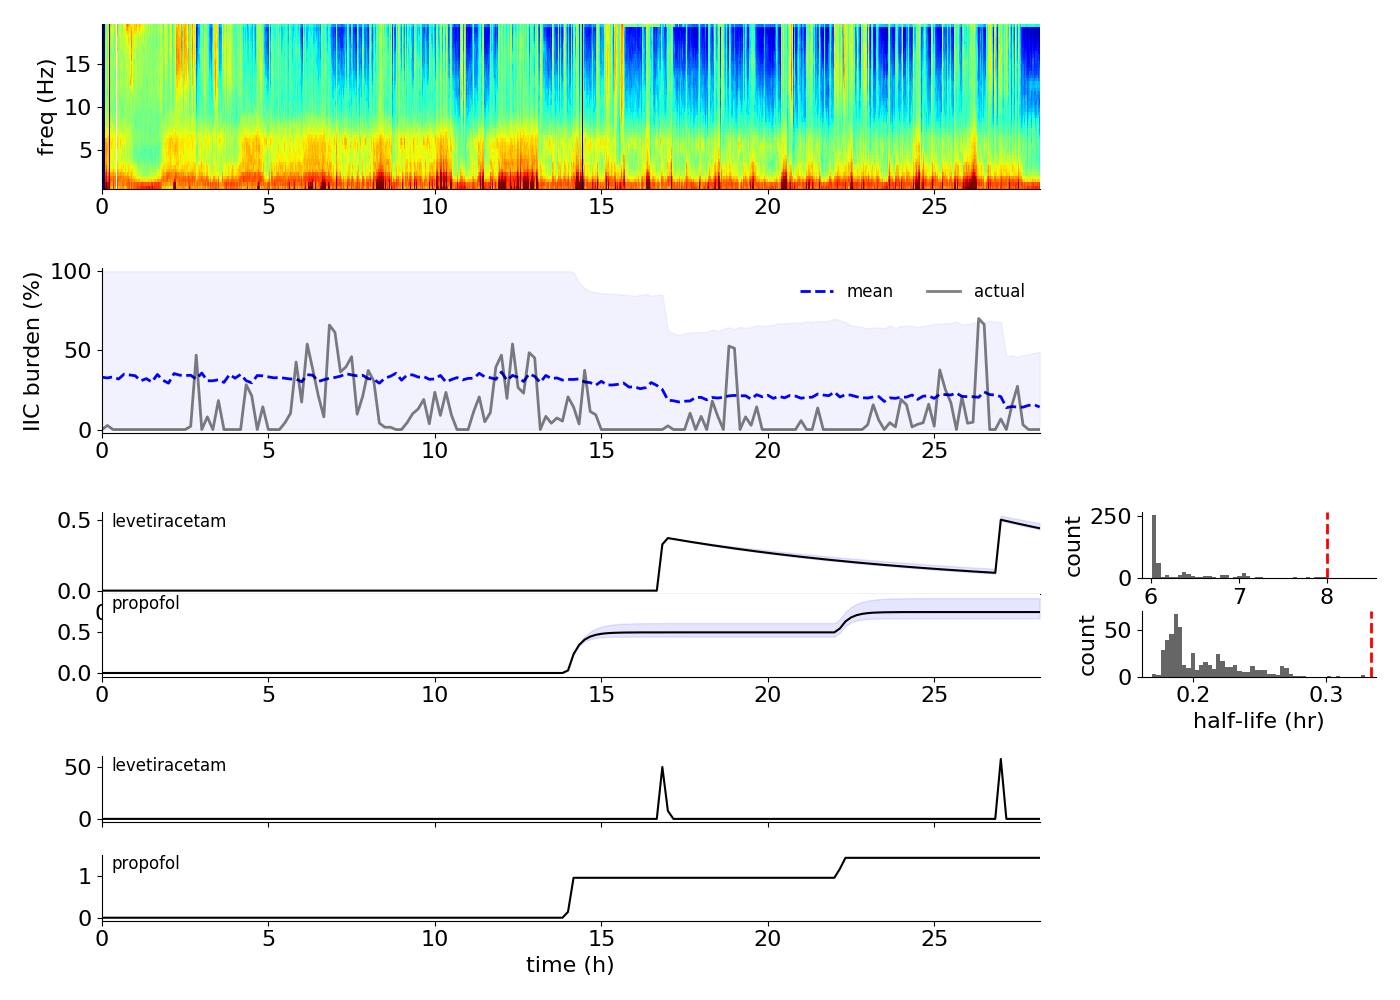 freq (Hz)
15
10
5
0 5 10 15 20 25
IIC burden (%)
100
50
0
mean actual
0 5 10 15 20 25
levetiracetam
0.5
0.0
propofol
0.5
0.0
0 5 10 15 20 25
count
250
0
6 7 8
count
50
0
0.2 0.3
half-life (hr)
levetiracetam
50
0
propofol
1
0
0 5 10 15 20 25
time (h)